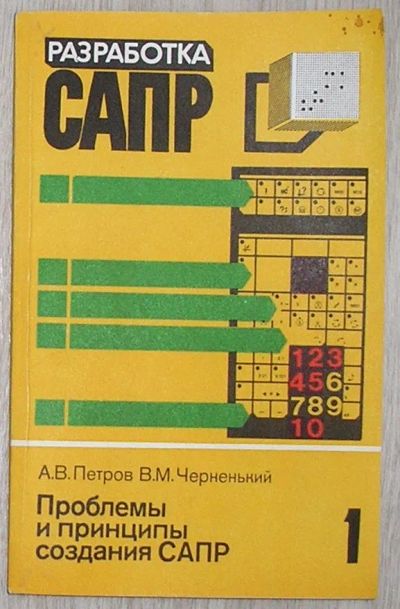 РАЗРАБОТКА
САПР
123
456
789
10
А.В.Петров В.М.Черненький
Проблемы
и принципы
создания САПР
1